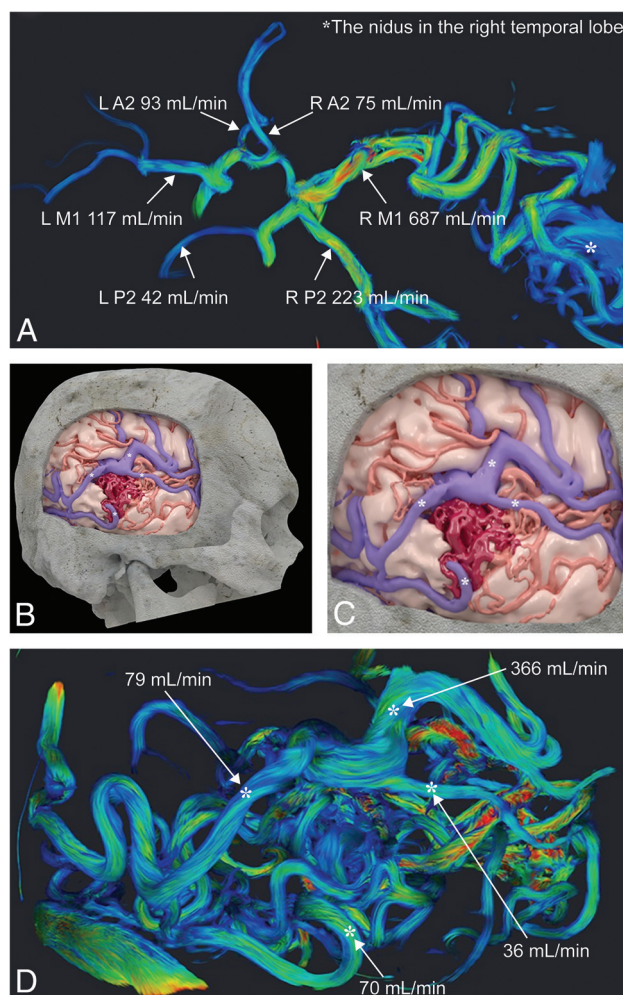 *The nidus in the right temporal lobe
L A2 93 mL/min
R A2 75 mL/min
L M1 117 mL/min
R M1 687 mL/min
*
L P2 42 mL/min
R P2 223 mL/min
A
B
C
79 mL/min
366 mL/min
36 mL/min
70 mL/min
D